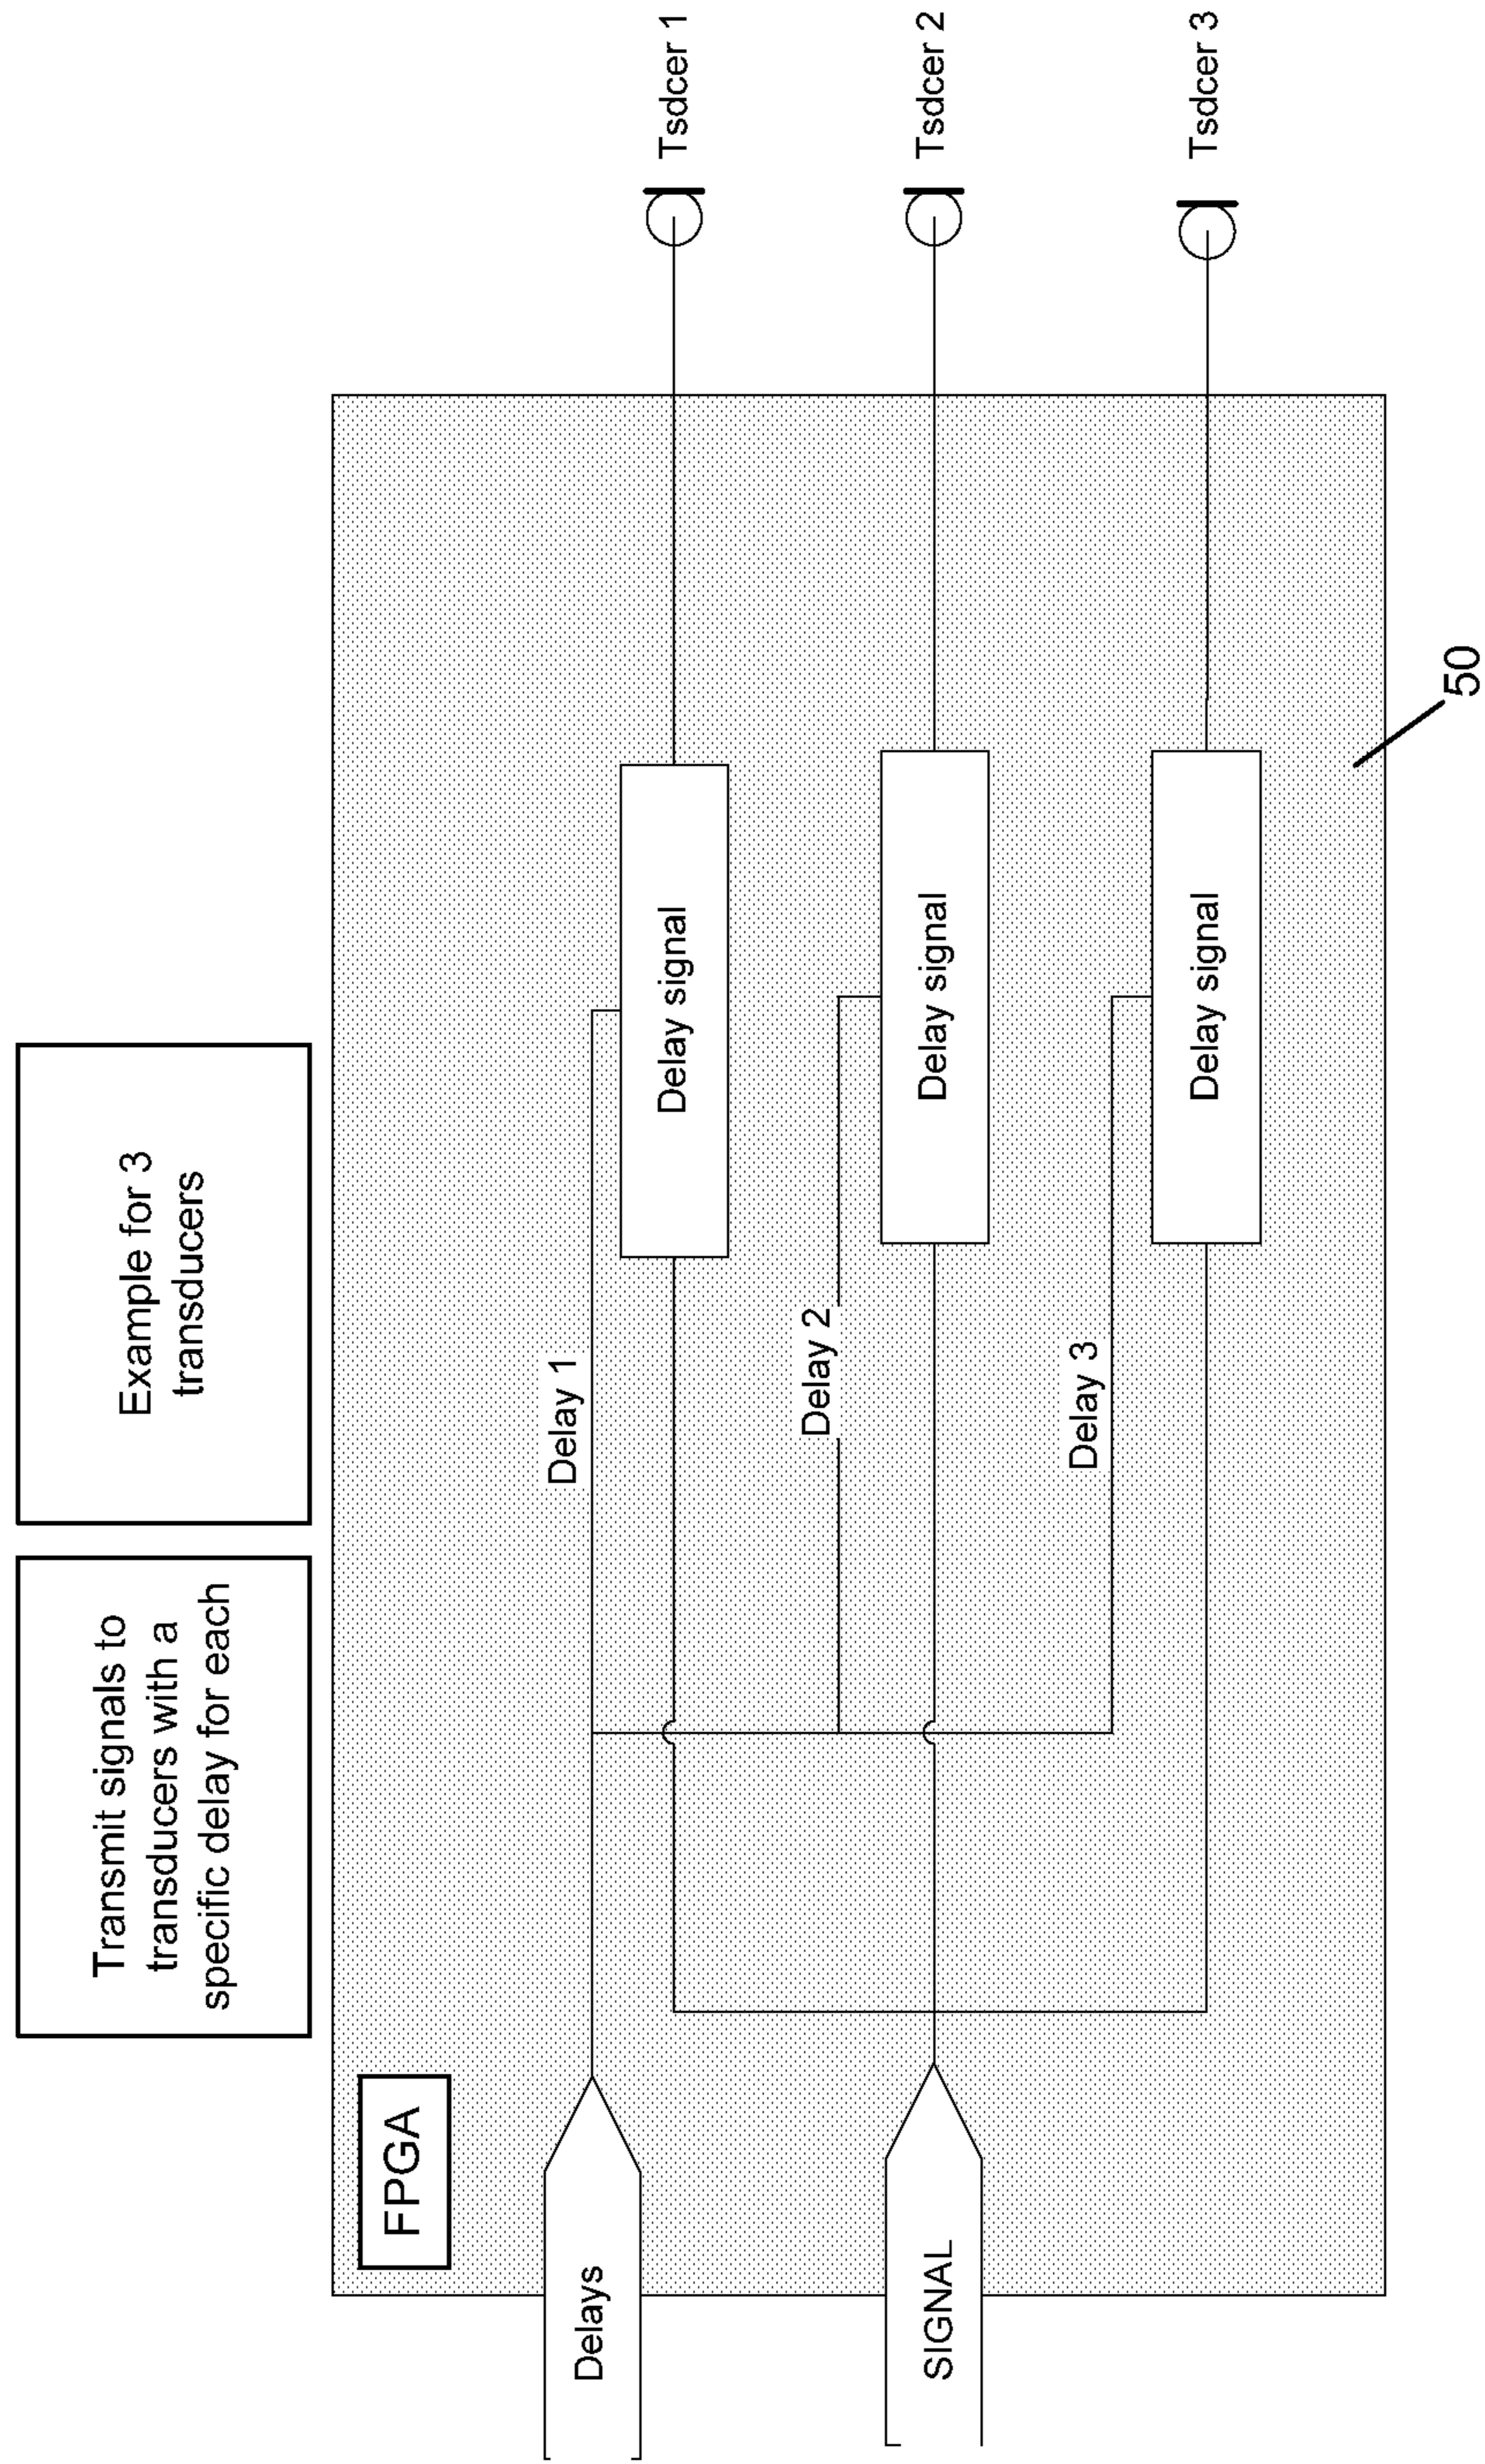 Transmit signals to
transducers with a
specific delay for each
Example for 3
transducers
FPGA
Delays
Delay 1
Delay signal
Tsdcer 1
Delay 2
SIGNAL
Delay signal
Tsdcer 2
Delay 3
Delay signal
Tsdcer 3
50